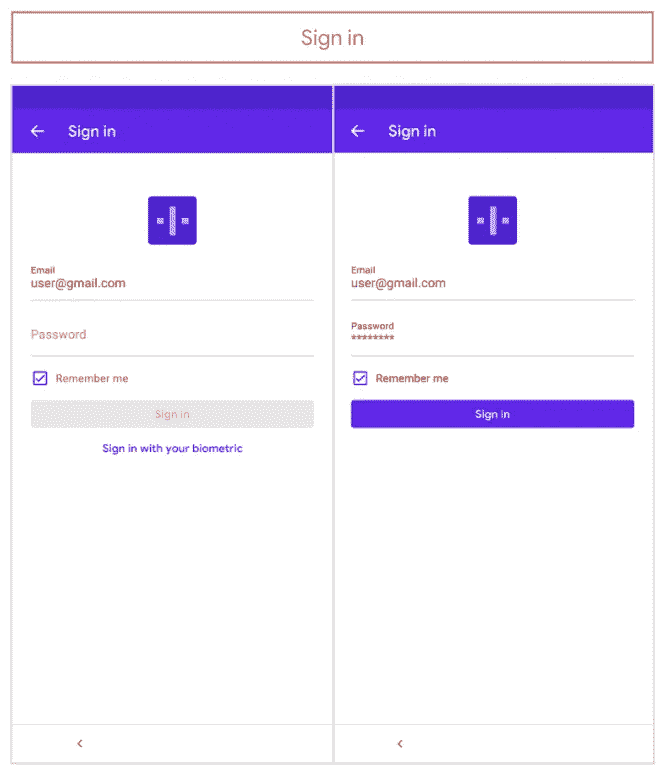 Sign in
Sign in
Email
user@gmail.com
Password
Remember me
Sign in
Sign in with your biometric
Sign in
Email
user@gmail.com
Password
********
Remember me
Sign in